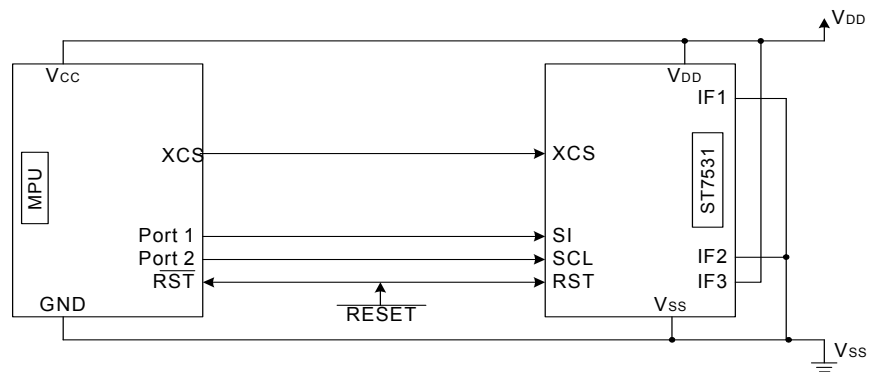 VDD
VCC
VDD
IF1
XCS
XCS
MPU
ST7531
Port 1
SI
Port 2
SCL
IF2
RST
RST
IF3
RESET
GND
VSS
VSS